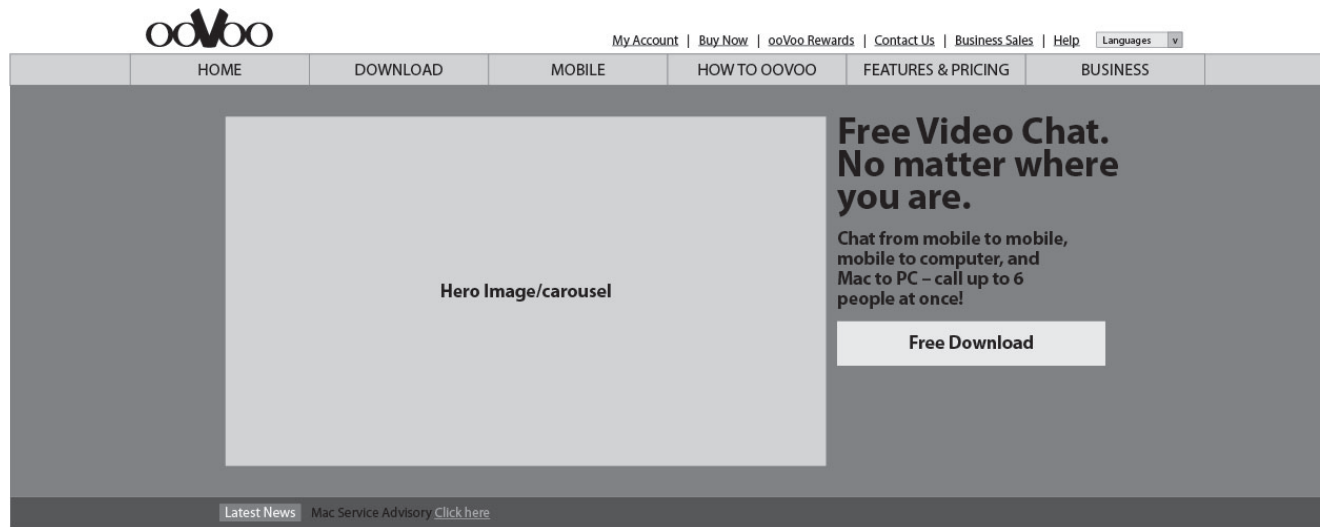 ooVoo
My Account | Buy Now | ooVoo Rewards | Contact Us | Business Sales | Help Languages v
HOME DOWNLOAD MOBILE HOW TO OOVOO FEATURES & PRICING BUSINESS
Hero Image/carousel
Free Video Chat.
No matter where
you are.
Chat from mobile to mobile,
mobile to computer, and
Mac to PC – call up to 6
people at once!
Free Download
Latest News Mac Service Advisory Click here